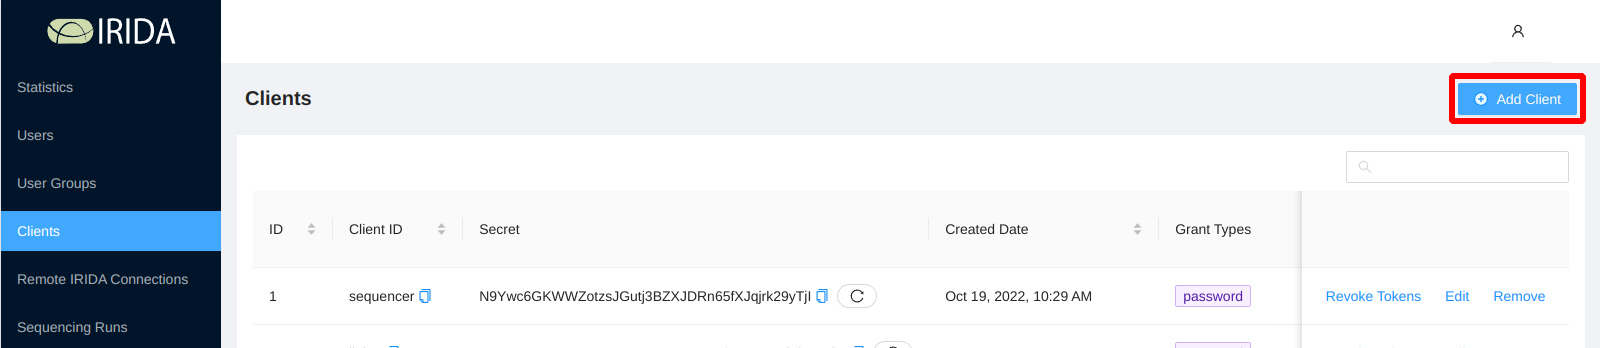 IRIDA
Statistics
Users
User Groups
Clients
Remote IRIDA Connections
Sequencing Runs
Clients
Add Client
ID
Client ID
Secret
Created Date
Grant Types
1
sequencer
N9Ywc6GKWWZotzsJGutj3BZXJDRn65fXJqjrk29yTjI
Oct 19, 2022, 10:29 AM
password
Revoke Tokens
Edit
Remove